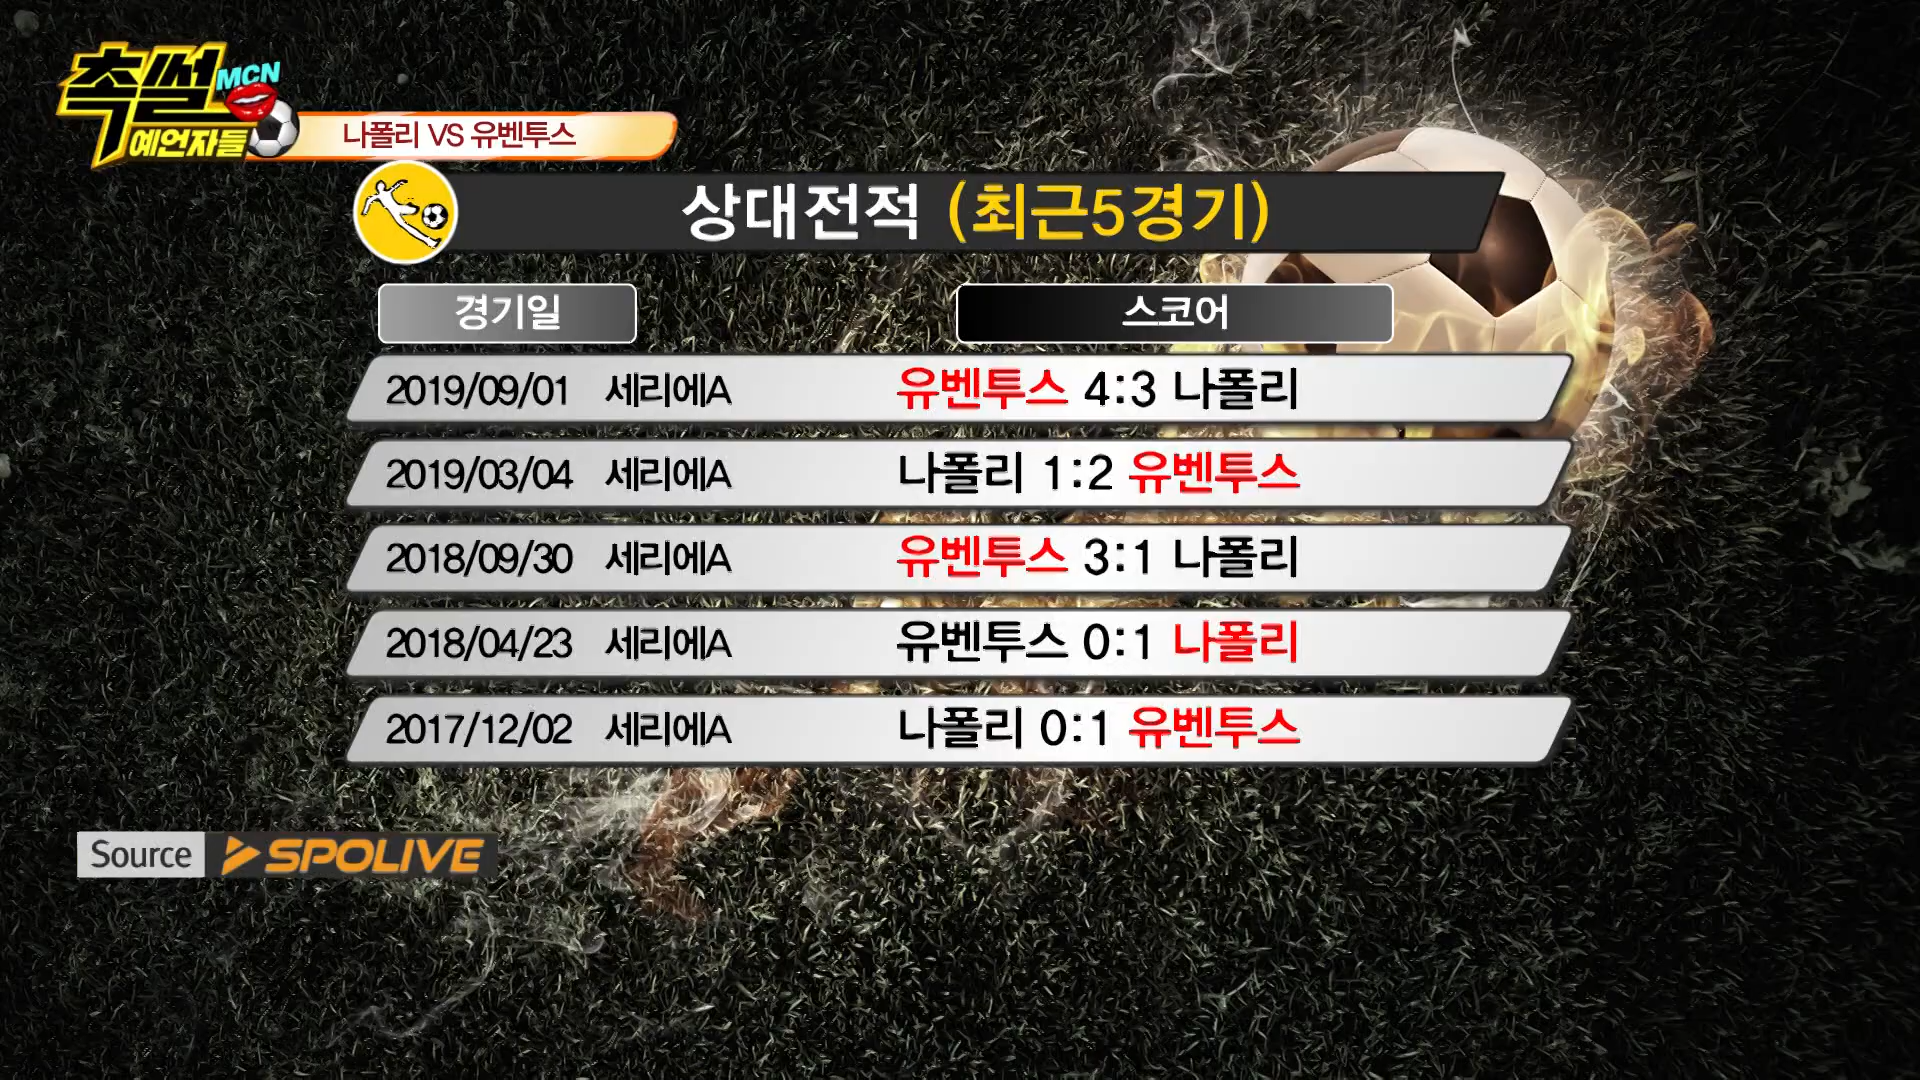 축썰 MCN
예언자들
나폴리 VS 유벤투스
상대전적 (최근5경기)
경기일 스코어
2019/09/01 세리에A 유벤투스 4:3 나폴리
2019/03/04 세리에A 나폴리 1:2 유벤투스
2018/09/30 세리에A 유벤투스 3:1 나폴리
2018/04/23 세리에A 유벤투스 0:1 나폴리
2017/12/02 세리에A 나폴리 0:1 유벤투스
Source SPOLIVE